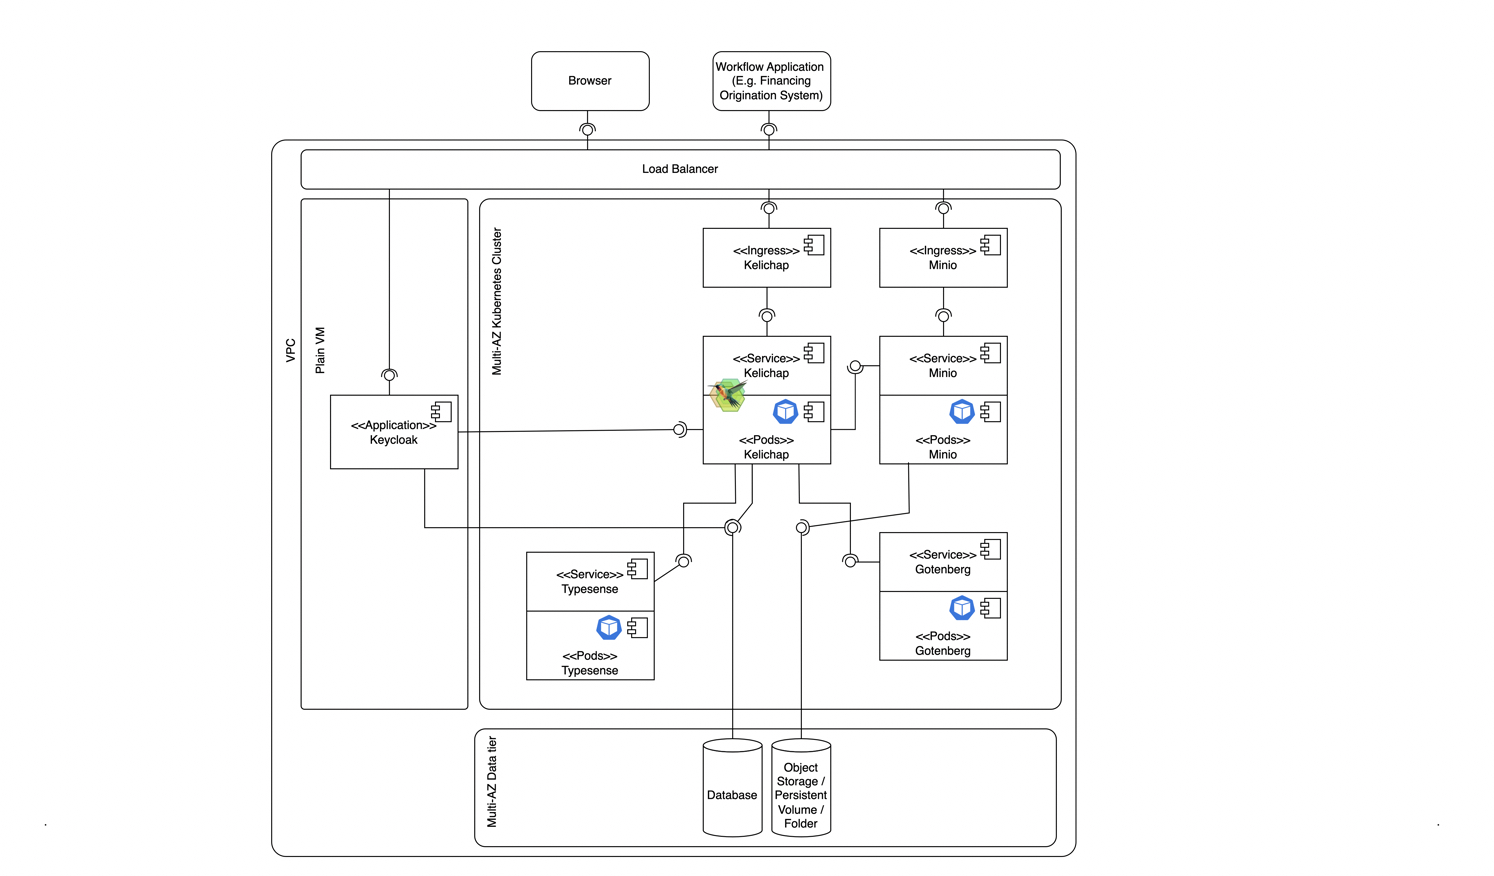 Browser
Workflow Application
(E.g. Financing
Origination System)
Load Balancer
VPC
Plain VM
Multi-AZ Kubernetes Cluster
<<Ingress>>
Kelichap
<<Ingress>>
Minio
<<Service>>
Kelichap
<<Service>>
Minio
<<Application>>
Keycloak
<<Pods>>
Kelichap
<<Pods>>
Minio
<<Service>>
Typesense
<<Service>>
Gotenberg
<<Pods>>
Typesense
<<Pods>>
Gotenberg
Multi-AZ Data tier
Database
Object
Storage /
Persistent
Volume /
Folder